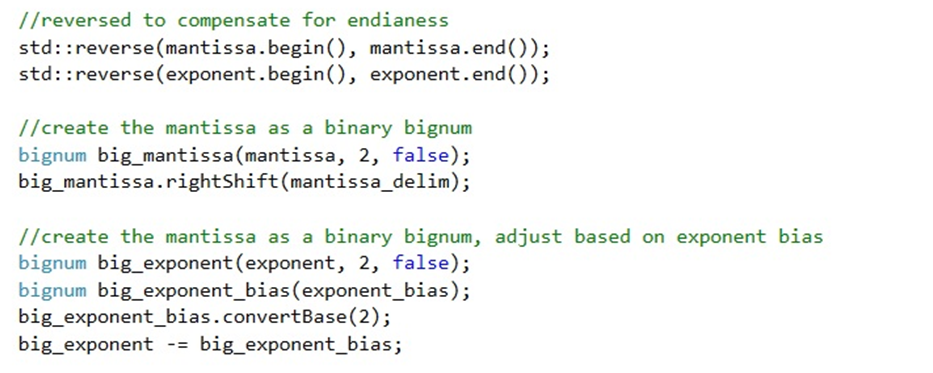 //reversed to compensate for endianess
std::reverse(mantissa.begin(), mantissa.end());
std::reverse(exponent.begin(), exponent.end());
//create the mantissa as a binary bignum
bignum big_mantissa(mantissa, 2, false);
big_mantissa.rightShift(mantissa_delim);
//create the mantissa as a binary bignum, adjust based on exponent bias
bignum big_exponent(exponent, 2, false);
bignum big_exponent_bias(exponent_bias);
big_exponent_bias.convertBase(2);
big_exponent -= big_exponent_bias;